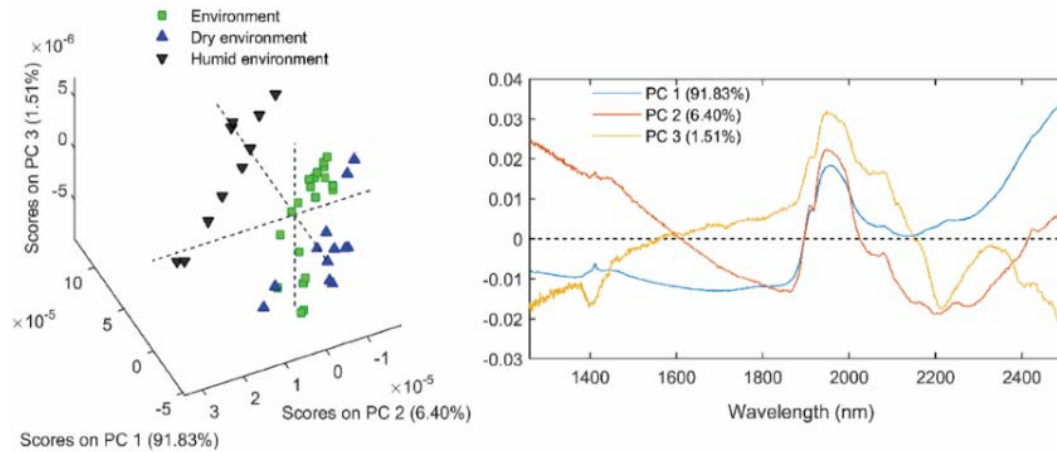 Environment
Dry environment
Humid environment
×10⁻⁶
5
0
-5
Scores on PC 3 (1.51%)
10
5
0
-5
×10⁻⁵
Scores on PC 1 (91.83%)
3
2
1
0
-1
×10⁻⁵
Scores on PC 2 (6.40%)
0.04
0.03
0.02
0.01
0
-0.01
-0.02
-0.03
PC 1 (91.83%)
PC 2 (6.40%)
PC 3 (1.51%)
1400 1600 1800 2000 2200 2400
Wavelength (nm)